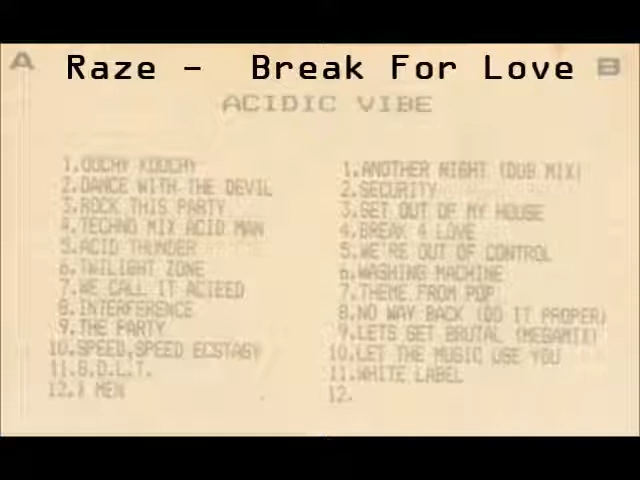 A
Raze - Break For Love
B
ACIDIC VIBE
1.OOCHY KOOCHY
2.DANCE WITH THE DEVIL
3.ROCK THIS PARTY
4.TECHNO MIX ACID MAN
5.ACID THUNDER
6.TWILIGHT ZONE
7.WE CALL IT ACIEED
8.INTERFERENCE
9.THE PARTY
10.SPEED,SPEED ECSTASY
11.
12. MEN
1.ANOTHER NIGHT (DUB MIX)
2.SECURITY
3.GET OUT OF MY HOUSE
4.BREAK 4 LOVE
5.WE'RE OUT OF CONTROL
6.WASHING MACHINE
7.THEME FROM POP
8.NO WAY BACK (DO IT PROPER)
9.LETS GET BRUTAL (MEGAMIX)
10.LET THE MUSIC USE YOU
11.WHITE LABEL
12.